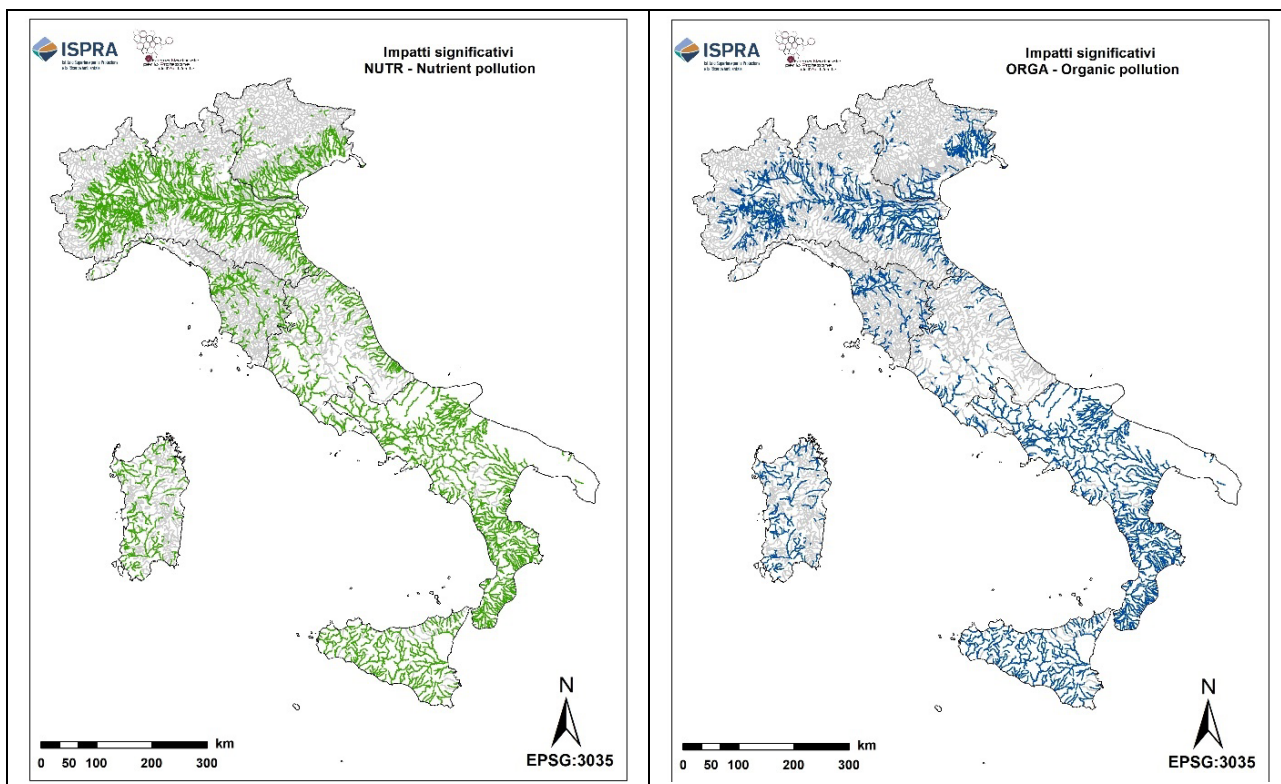 ISPRA
Impatti significativi
NUTR - Nutrient pollution
N
km
0 50 100 200 300
EPSG:3035
ISPRA
Impatti significativi
ORGA - Organic pollution
N
km
0 50 100 200 300
EPSG:3035